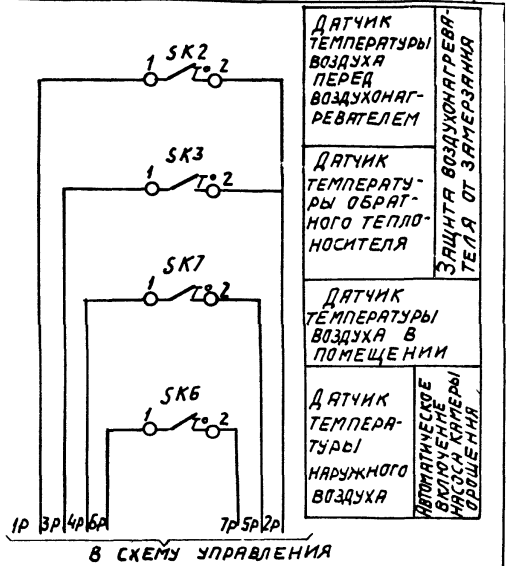 SK2
1 2
SK3
1 2
SK7
1 2
SK6
1 2
1Р 3Р 4Р 6Р 7Р 5Р 2Р
В СХЕМУ УПРАВЛЕНИЯ
ДАТЧИК
ТЕМПЕРАТУРЫ
ВОЗДУХА
ПЕРЕД
ВОЗДУХОНАГ-
РЕВАТЕЛЕМ
ДАТЧИК
ТЕМПЕРАТУ-
РЫ ОБРАТ-
НОГО ТЕПЛО-
НОСИТЕЛЯ
ЗАЩИТА ВОЗДУХОНАГРЕВА-
ТЕЛЯ ОТ ЗАМЕРЗАНИЯ
ДАТЧИК
ТЕМПЕРАТУРЫ
ВОЗДУХА В
ПОМЕЩЕНИИ
ДАТЧИК
ТЕМПЕРА-
ТУРЫ
НАРУЖНОГО
ВОЗДУХА
АВТОМАТИЧЕСКОЕ
ВКЛЮЧЕНИЕ
НАСОСА КАМЕРЫ
ОРОШЕНИЯ